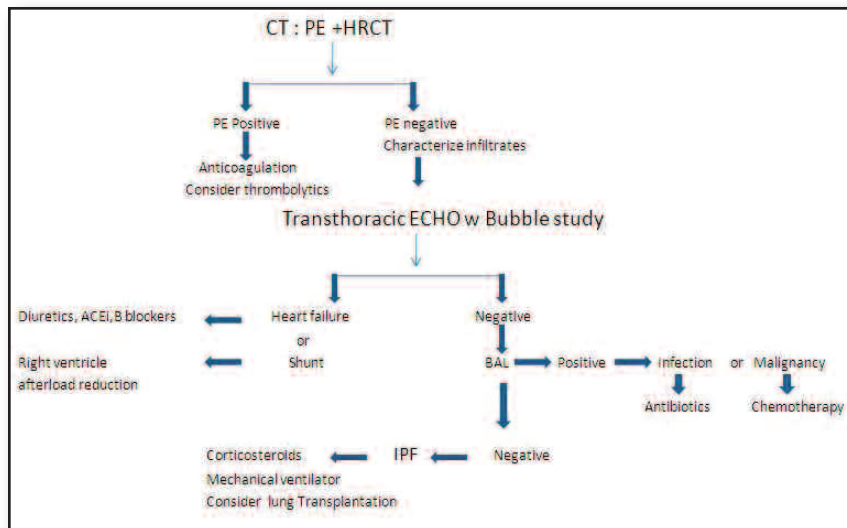 CT : PE +HRCT
PE Positive
PE negative
Characterize infiltrates
Anticoagulation
Consider thrombolytics
Transthoracic ECHO w Bubble study
Diuretics, ACEi,B blockers
Heart failure
Negative
or
Right ventricle
afterload reduction
Shunt
BAL
Positive
Infection or Malignancy
Antibiotics
Chemotherapy
Corticosteroids
IPF
Negative
Mechanical ventilator
Consider lung Transplantation